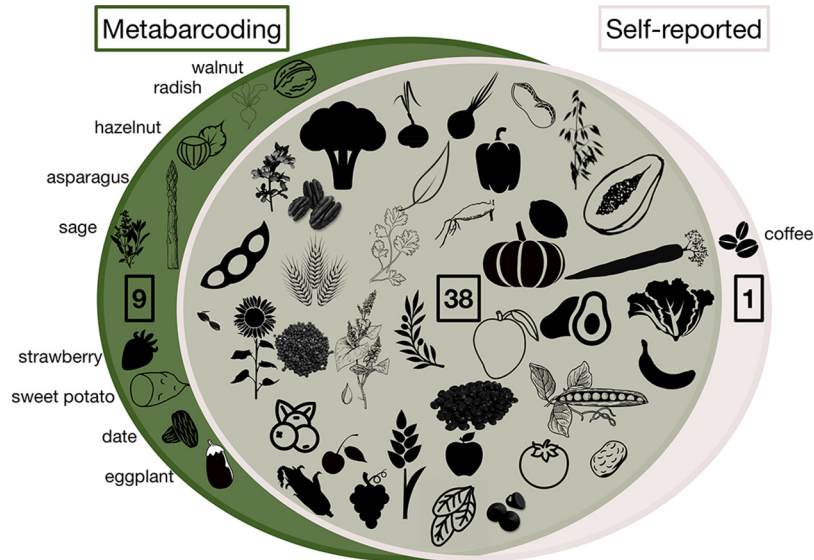 Metabarcoding
Self-reported
walnut
radish
hazelnut
asparagus
sage
coffee
9
38
1
strawberry
sweet potato
date
eggplant